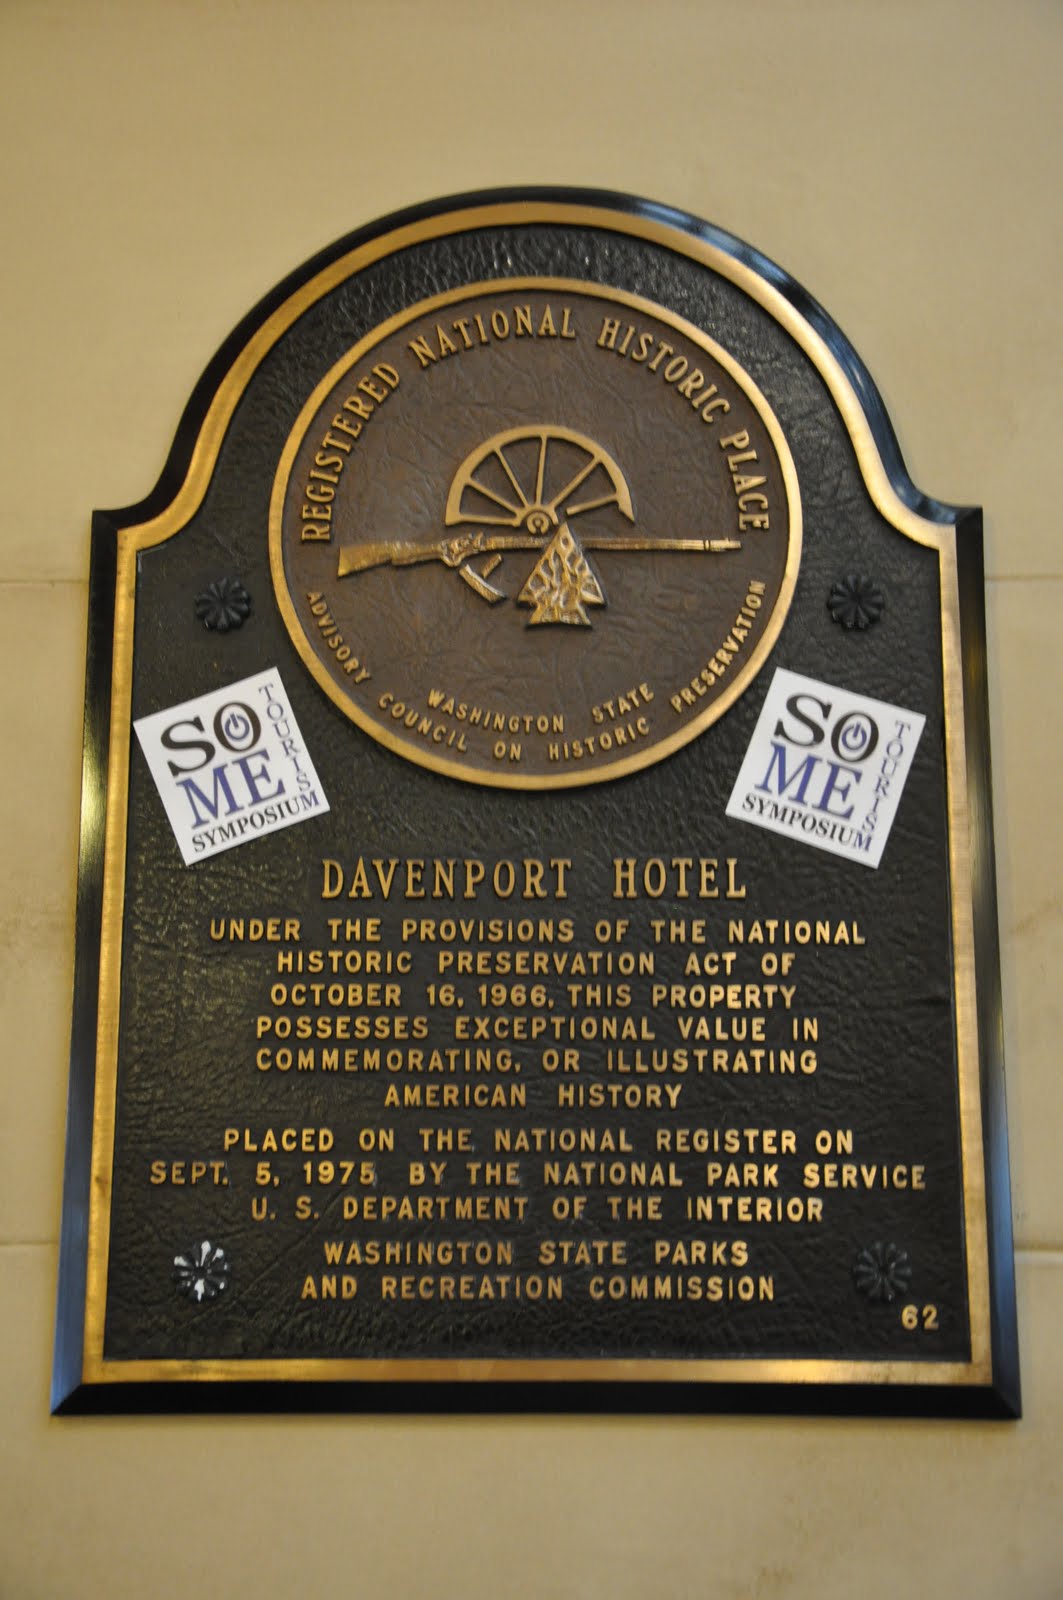 REGISTERED NATIONAL HISTORIC PLACE
WASHINGTON STATE
ADVISORY COUNCIL ON HISTORIC PRESERVATION
SO
ME
SYMPOSIUM
TOURISM
SO
ME
SYMPOSIUM
TOURISM
DAVENPORT HOTEL
UNDER THE PROVISIONS OF THE NATIONAL
HISTORIC PRESERVATION ACT OF
OCTOBER 16, 1966, THIS PROPERTY
POSSESSES EXCEPTIONAL VALUE IN
COMMEMORATING, OR ILLUSTRATING
AMERICAN HISTORY
PLACED ON THE NATIONAL REGISTER ON
SEPT. 5, 1975 BY THE NATIONAL PARK SERVICE
U. S. DEPARTMENT OF THE INTERIOR
WASHINGTON STATE PARKS
AND RECREATION COMMISSION
62